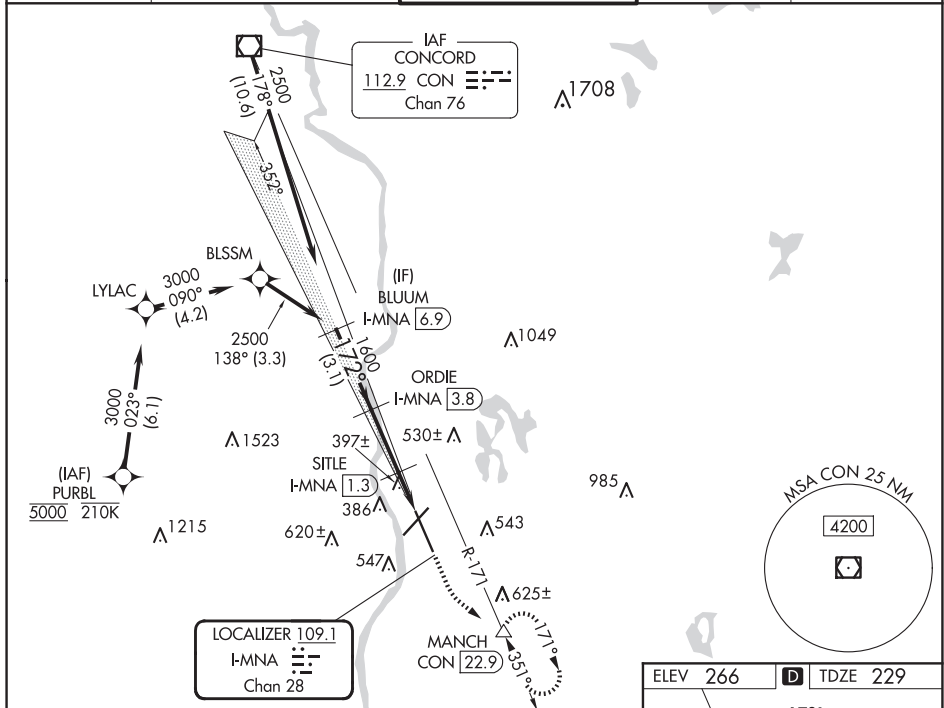 IAF
CONCORD
112.9 CON
Chan 76
2500
178°
(10.6)
1708
352°
BLSSM
LYLAC
3000
090°
(4.2)
(IF)
BLUUM
I-MNA 6.9
2500
138° (3.3)
1600
172°
(3.1)
1049
ORDIE
I-MNA 3.8
3000
023°
(6.1)
1523
397±
530±
SITLE
I-MNA 1.3
(IAF)
PURBL
5000 210K
386
985
MSA CON 25 NM
4200
1215
620±
543
547
R-171
625±
LOCALIZER 109.1
I-MNA
Chan 28
MANCH
CON 22.9
171°
351°
ELEV 266 D TDZE 229